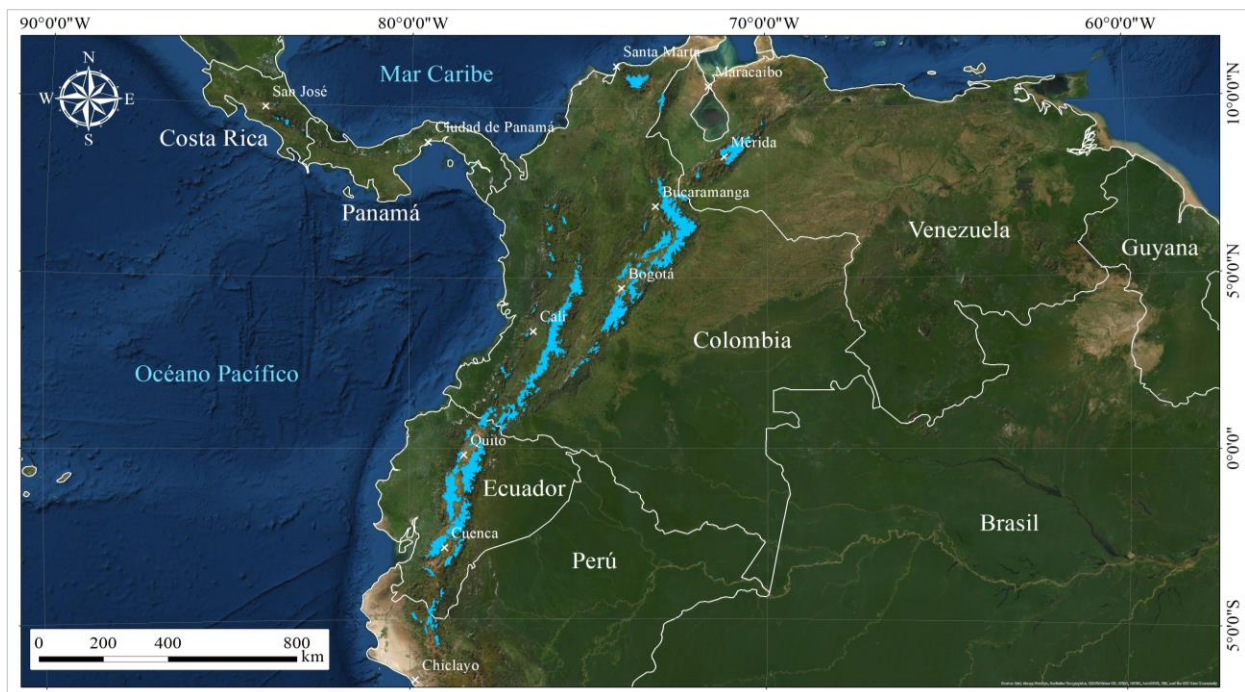 90°0'0"W
80°0'0"W
70°0'0"W
60°0'0"W
N
W
E
S
Mar Caribe
Santa Marta
Maracaibo
10°0'0"N
San José
Costa Rica
Ciudad de Panamá
Mérida
Panamá
Bucaramanga
Venezuela
Guyana
Bogotá
5°0'0"N
Cali
Colombia
Océano Pacífico
Quito
0°0'0"
Ecuador
Brasil
Cuenca
Perú
5°0'0"S
0
200
400
800
km
Chiclayo